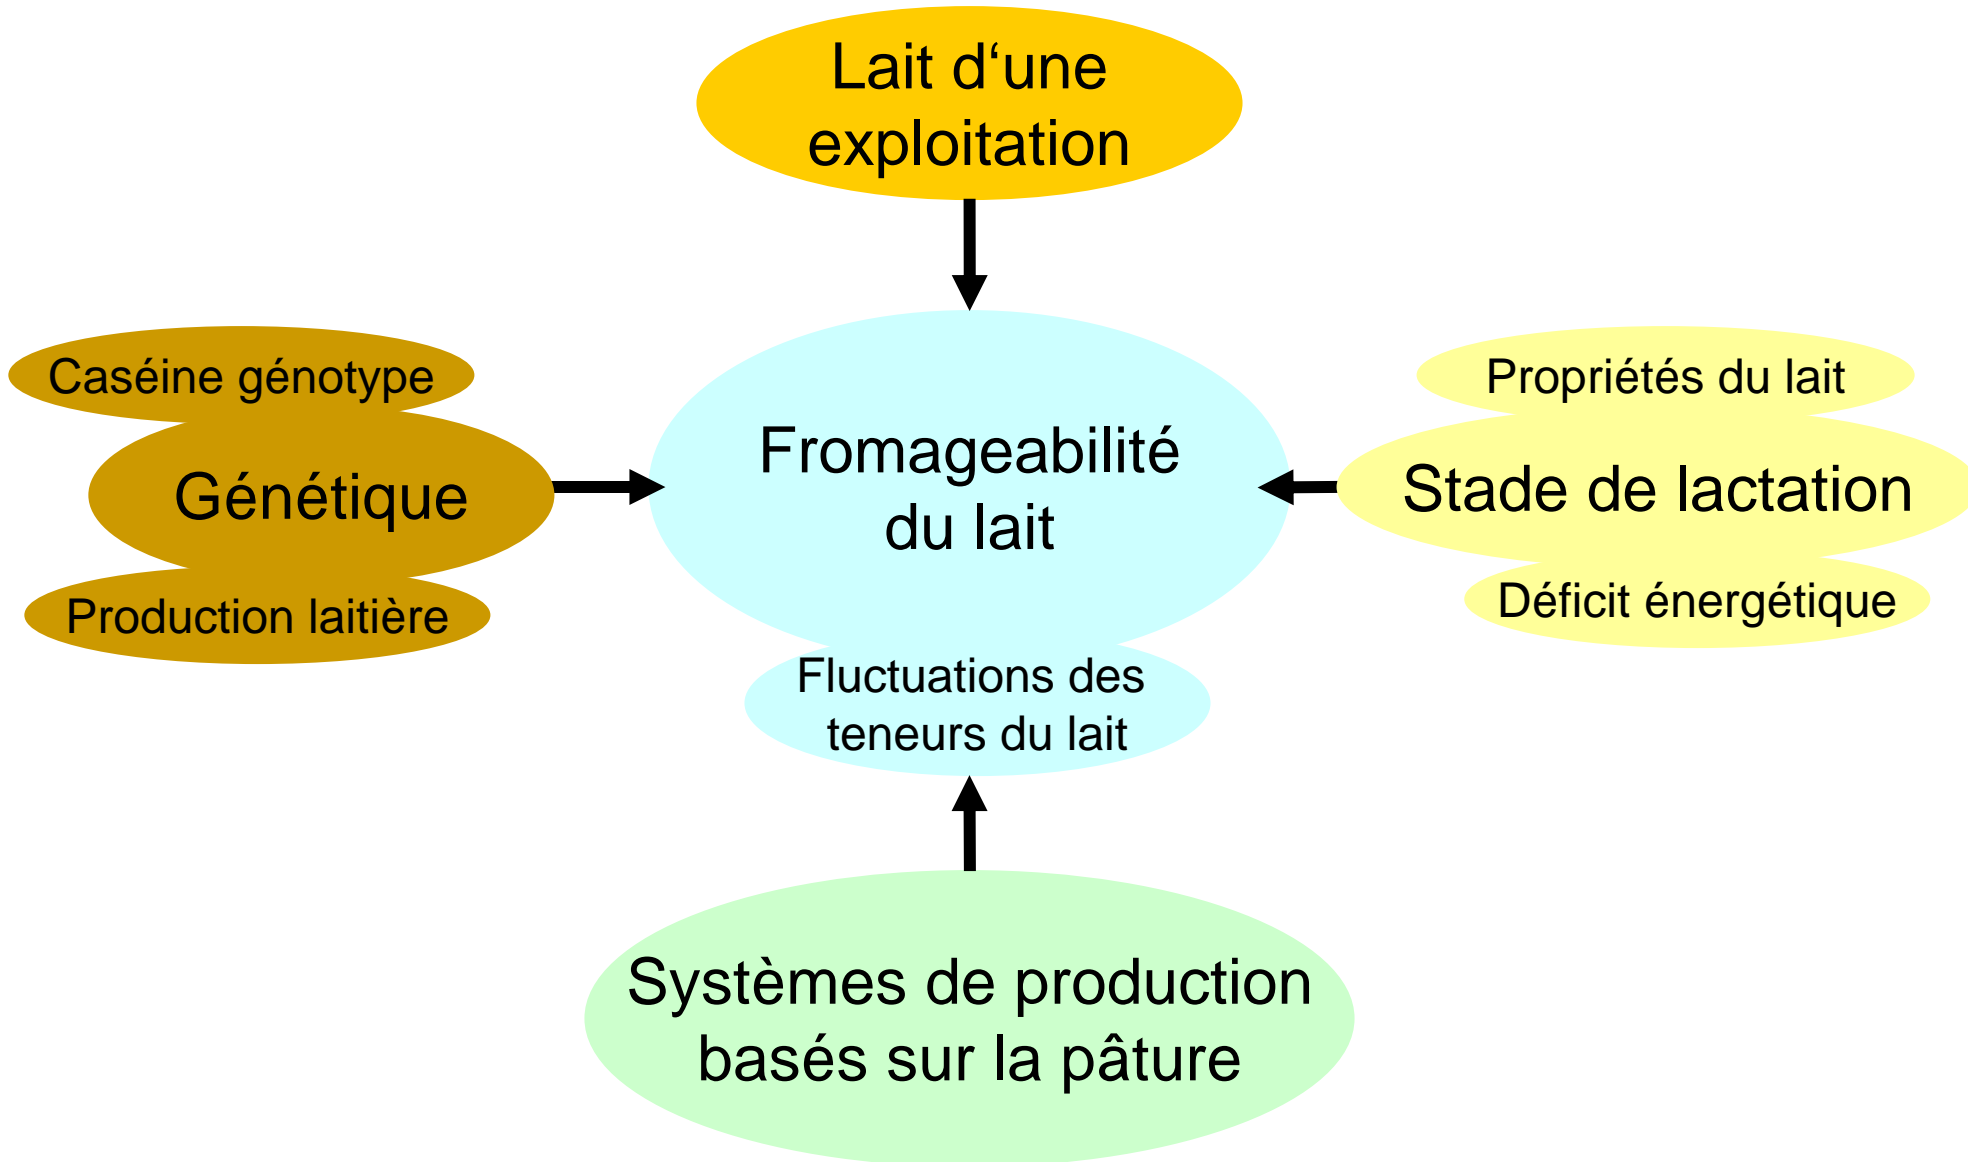 Lait d‘une
exploitation
Caséine génotype
Génétique
Production laitière
Fromageabilité
du lait
Fluctuations des
teneurs du lait
Propriétés du lait
Stade de lactation
Déficit énergétique
Systèmes de production
basés sur la pâture